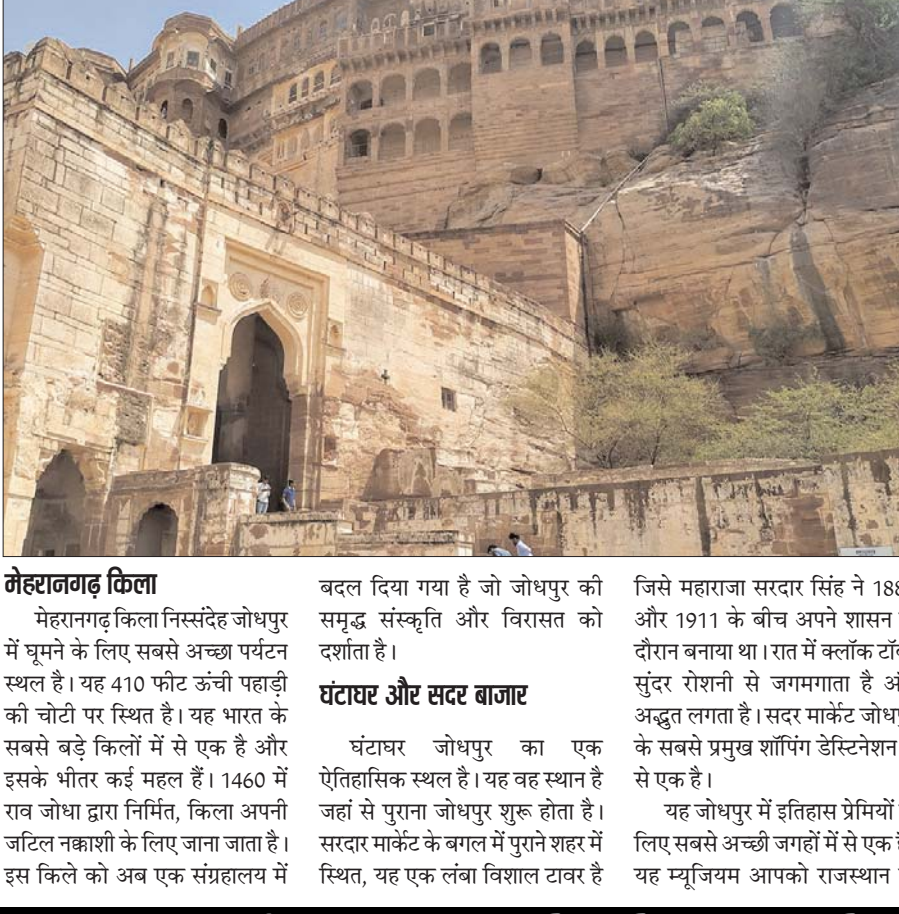 मेहरानगढ़ किला
मेहरानगढ़ किला निस्संदेह जोधपुर
में घूमने के लिए सबसे अच्छा पर्यटन
स्थल है। यह 410 फीट ऊंची पहाड़ी
की चोटी पर स्थित है। यह भारत के
सबसे बड़े किलों में से एक है और
इसके भीतर कई महल हैं। 1460 में
राव जोधा द्वारा निर्मित, किला अपनी
जटिल नक्काशी के लिए जाना जाता है।
इस किले को अब एक संग्रहालय में
बदल दिया गया है जो जोधपुर की
समृद्ध संस्कृति और विरासत को
दर्शाता है।
घंटाघर और सदर बाजार
घंटाघर जोधपुर का एक
ऐतिहासिक स्थल है। यह वह स्थान है
जहां से पुराना जोधपुर शुरू होता है।
सरदार मार्केट के बगल में पुराने शहर में
स्थित, यह एक लंबा विशाल टावर है
जिसे महाराजा सरदार सिंह ने
और 1911 के बीच अपने शासन
दौरान बनाया था। रात में क्लॉक
सुंदर रोशनी से जगमगाता है
अद्भुत लगता है। सदर मार्केट
के सबसे प्रमुख शॉपिंग डेस्टिनेशन
से एक है।
यह जोधपुर में इतिहास प्रेमियों
लिए सबसे अच्छी जगहों में से एक
यह म्यूजियम आपको राजस्थान